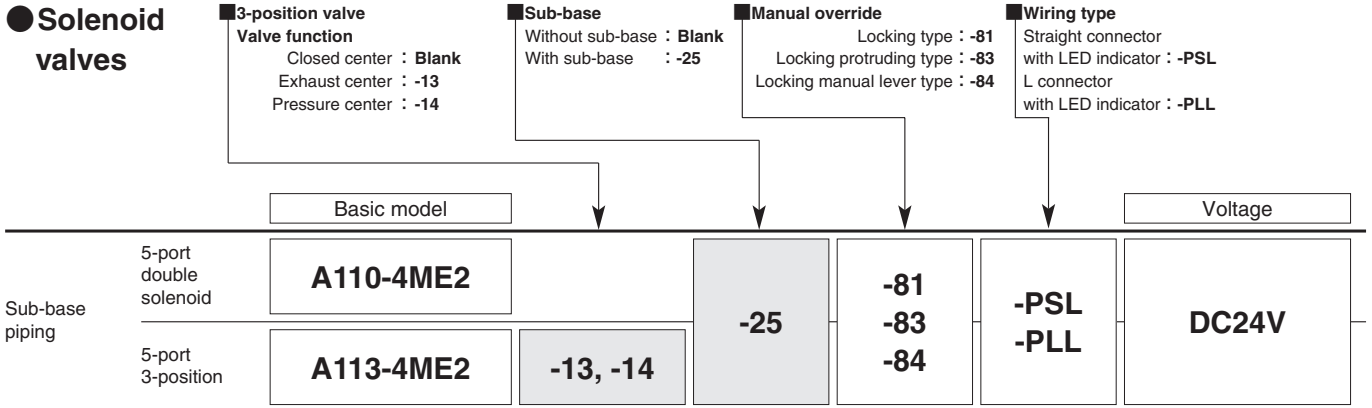 ●Solenoid
valves
■3-position valve
Valve function
Closed center : Blank
Exhaust center : -13
Pressure center : -14
■Sub-base
Without sub-base : Blank
With sub-base : -25
■Manual override
Locking type : -81
Locking protruding type : -83
Locking manual lever type : -84
■Wiring type
Straight connector
with LED indicator : -PSL
L connector
with LED indicator : -PLL
Basic model
Voltage
Sub-base
piping
5-port
double
solenoid
A110-4ME2
5-port
3-position
A113-4ME2
-13, -14
-25
-81
-83
-84
-PSL
-PLL
DC24V